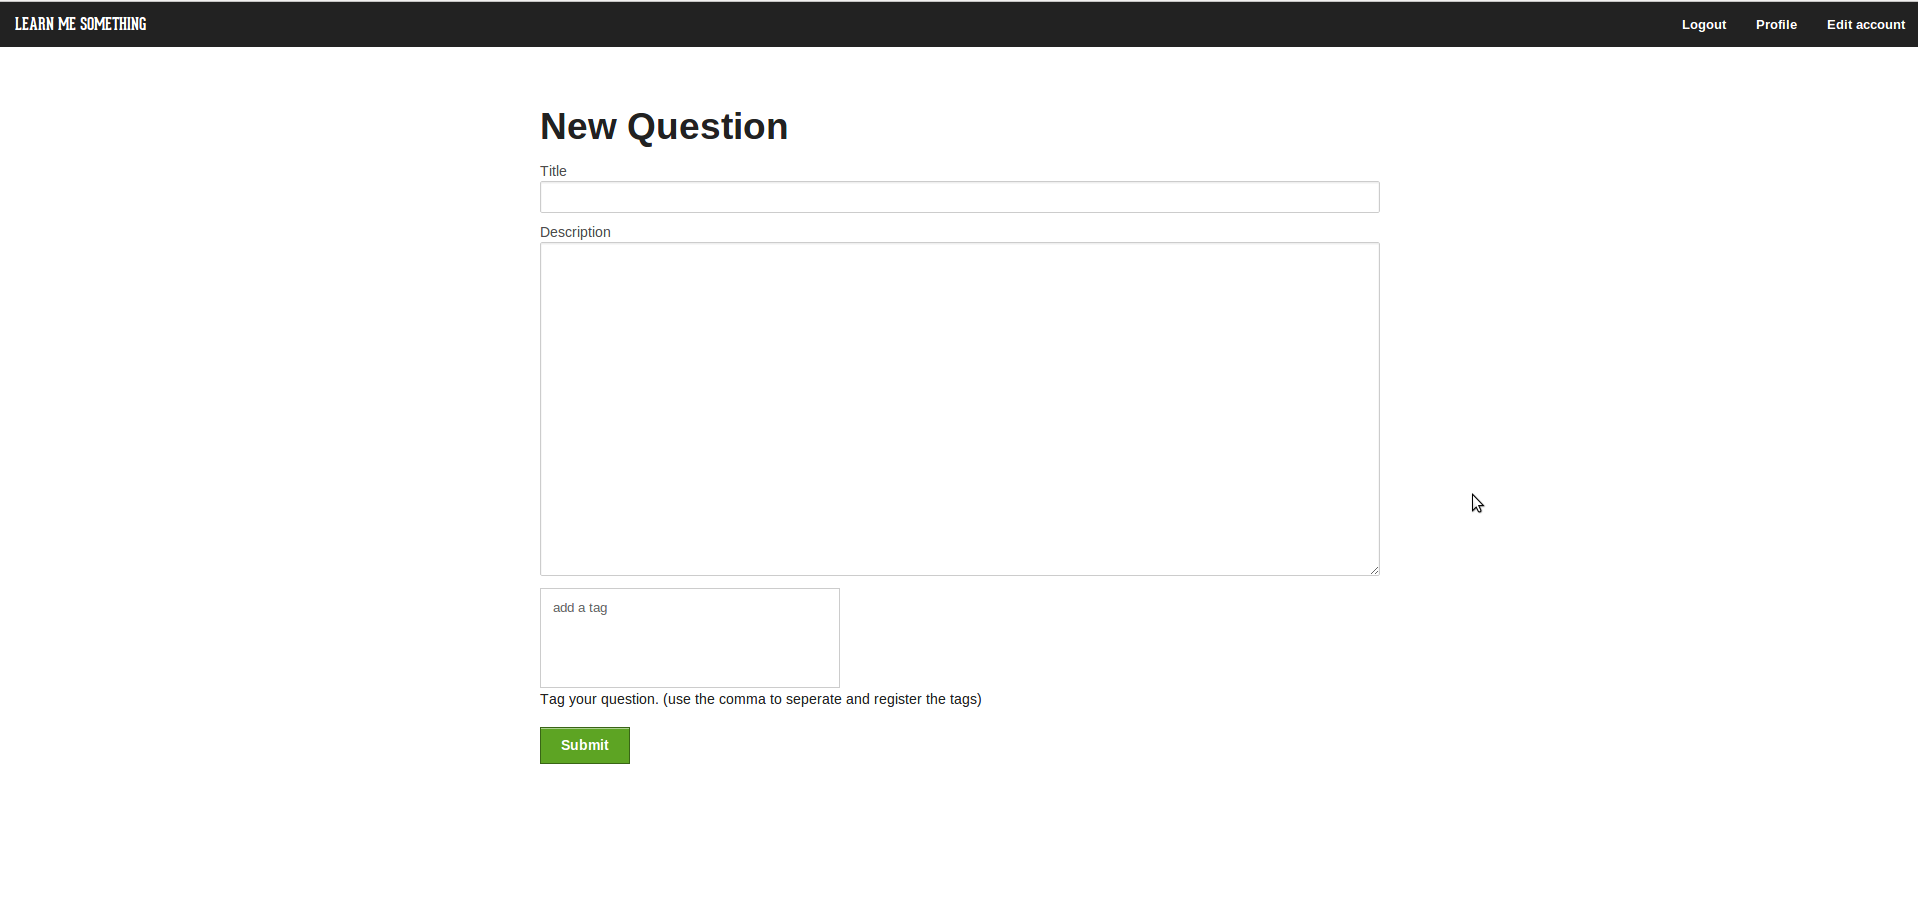 LEARN ME SOMETHING
Logout Profile Edit account
New Question
Title
Description
add a tag
Tag your question. (use the comma to seperate and register the tags)
Submit